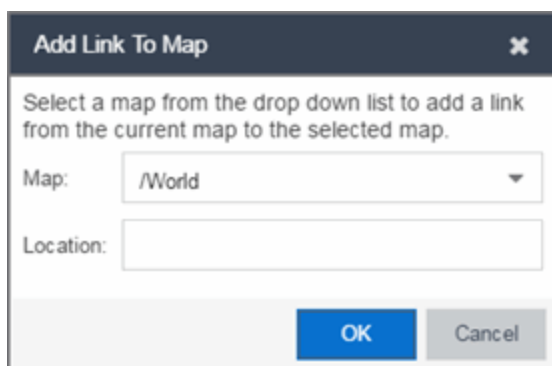 Add Link To Map
Select a map from the drop down list to add a link
from the current map to the selected map.
Map: /World
Location:
OK Cancel